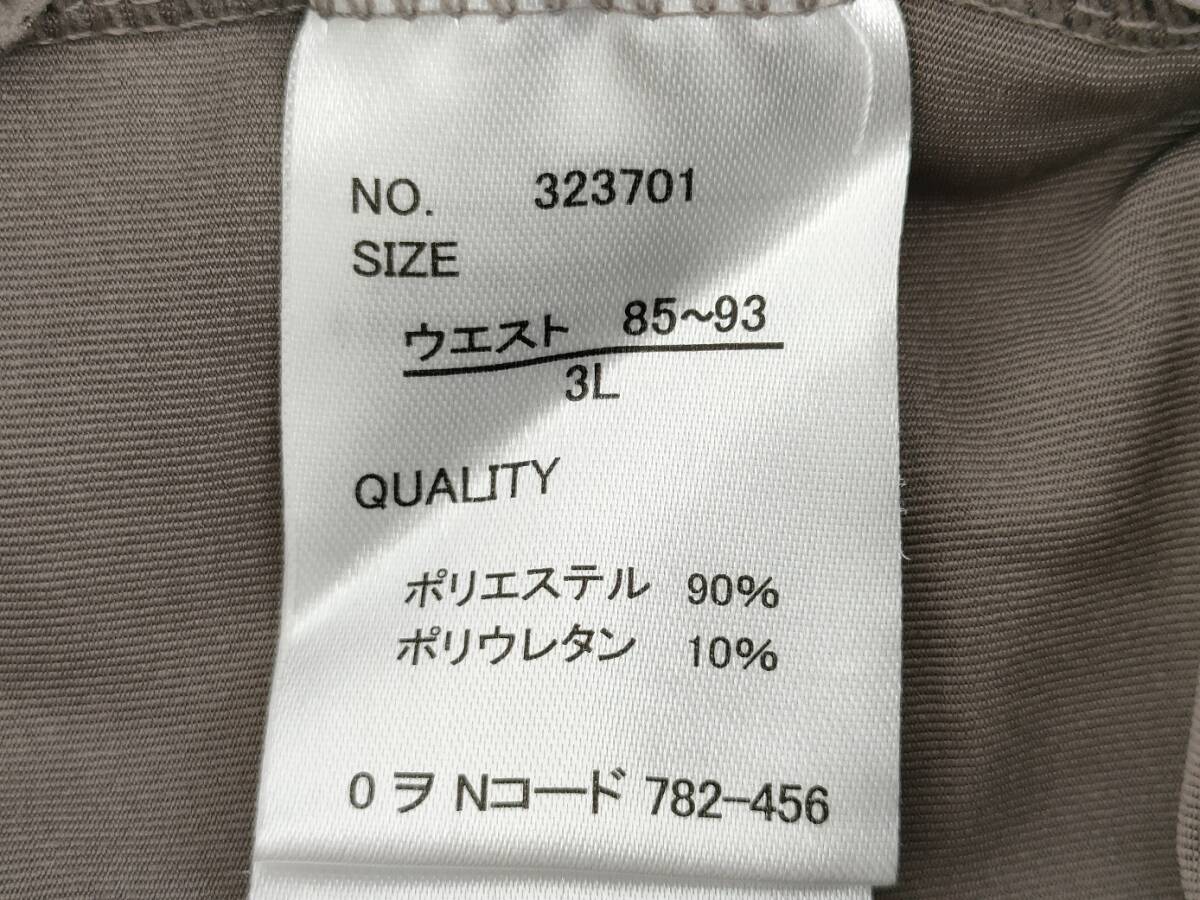 NO. 323701
SIZE
ウエスト 85~93
3L
QUALITY
ポリエステル 90%
ポリウレタン 10%
0 ヲ Nコード 782-456